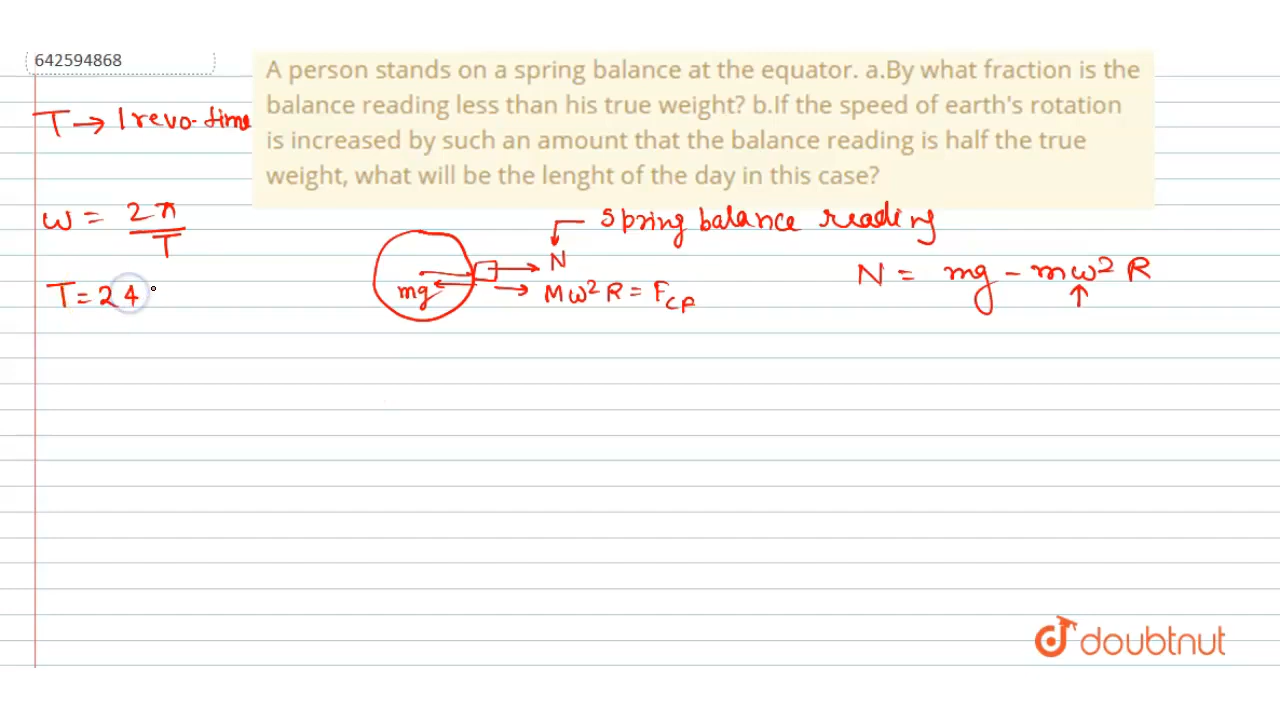 642594868
A person stands on a spring balance at the equator. a.By what fraction is the
balance reading less than his true weight? b.If the speed of earth's rotation
is increased by such an amount that the balance reading is half the true
weight, what will be the lenght of the day in this case?
T → 1 revo. time
ω = 2π/T
T = 24
spring balance reading
N
mg
Mω²R = F_CP
N = mg - mω²R
doubtnut